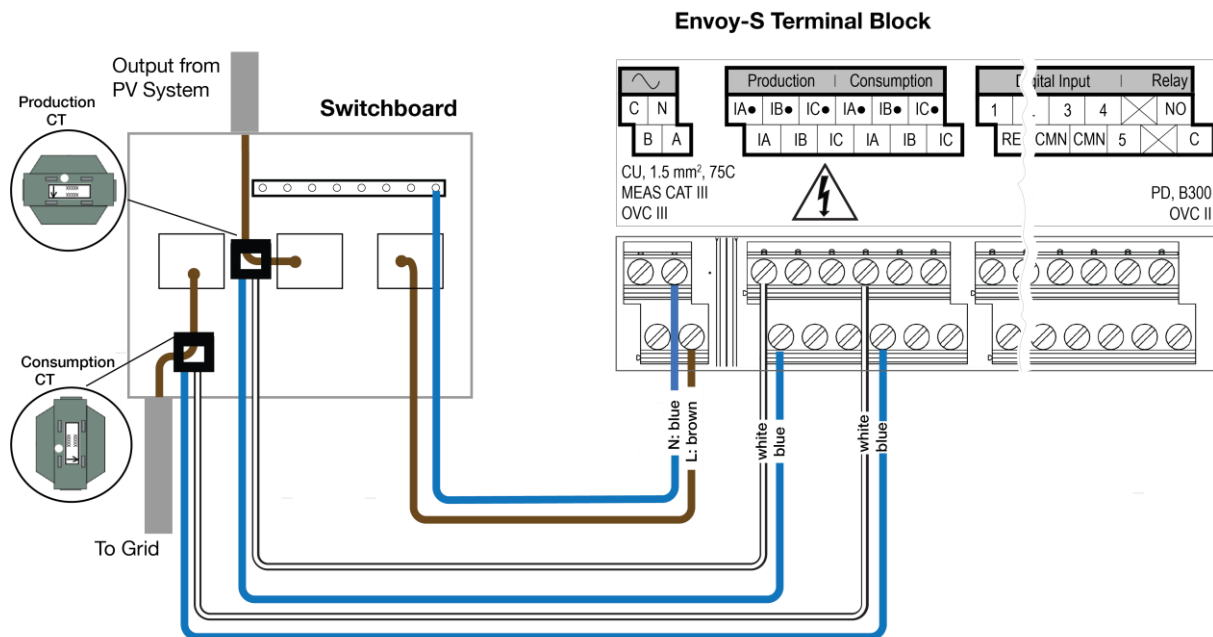 Envoy-S Terminal Block
Output from
PV System
Production
CT
Switchboard
Production | Consumption
Digital Input | Relay
C N
IA● IB● IC● IA● IB● IC●
1 3 4 NO
B A
IA IB IC IA IB IC
CMN CMN 5 C
CU, 1.5 mm², 75C
MEAS CAT III
OVC III
PD, B300
OVC II
Consumption
CT
N: blue
L: brown
white
blue
white
blue
To Grid